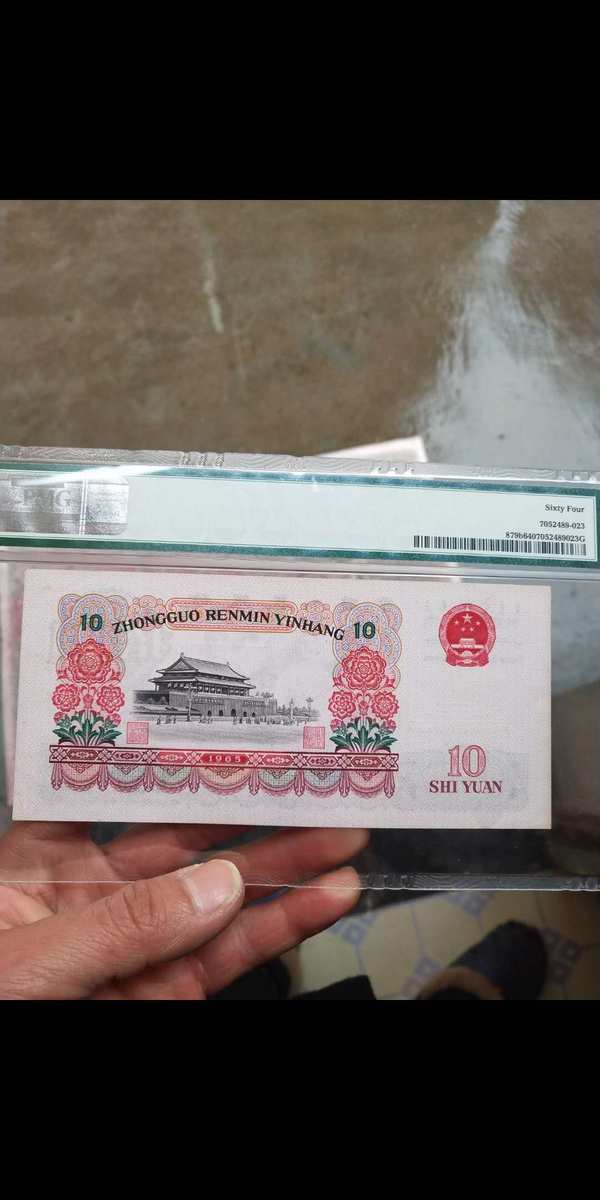 Sixty Four
7052489-023
879b6407052489023G
10 ZHONGGUO RENMIN YINHANG 10
1965
10
SHI YUAN